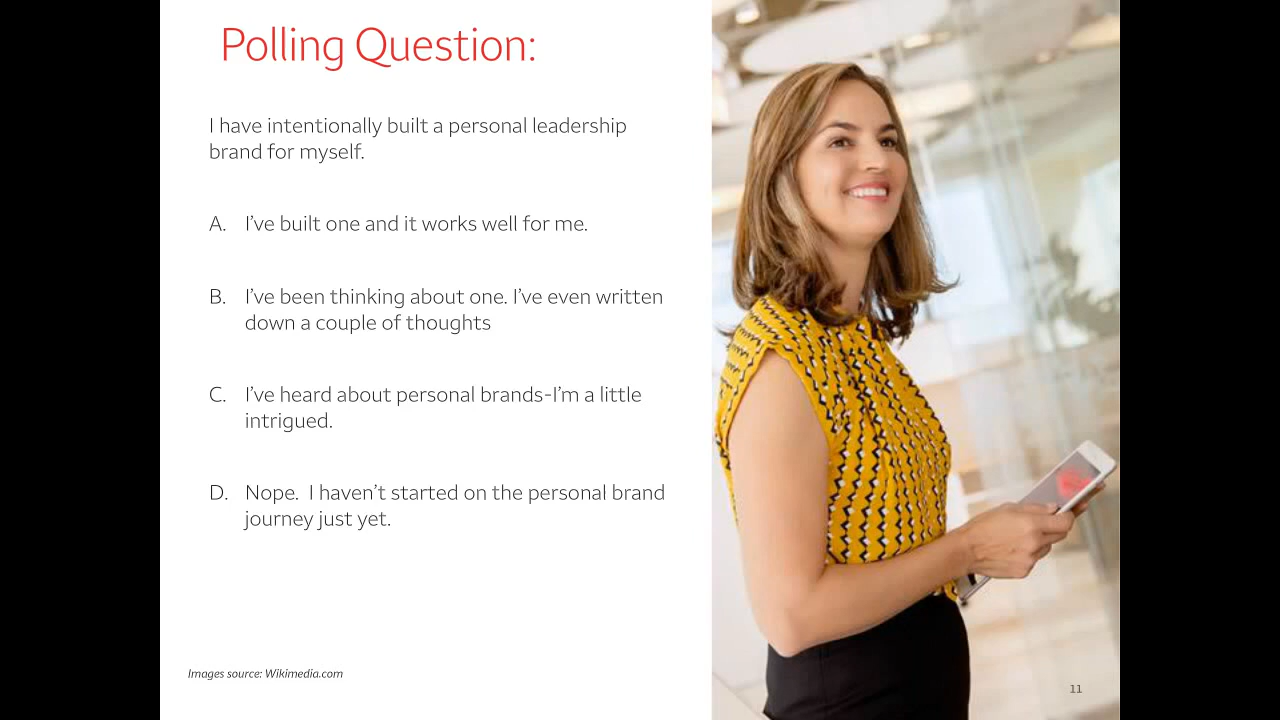 Polling Question:
I have intentionally built a personal leadership
brand for myself.
A. I've built one and it works well for me.
B. I've been thinking about one. I've even written
down a couple of thoughts
C. I've heard about personal brands-I'm a little
intrigued.
D. Nope.  I haven't started on the personal brand
journey just yet.
Images source: Wikimedia.com
11